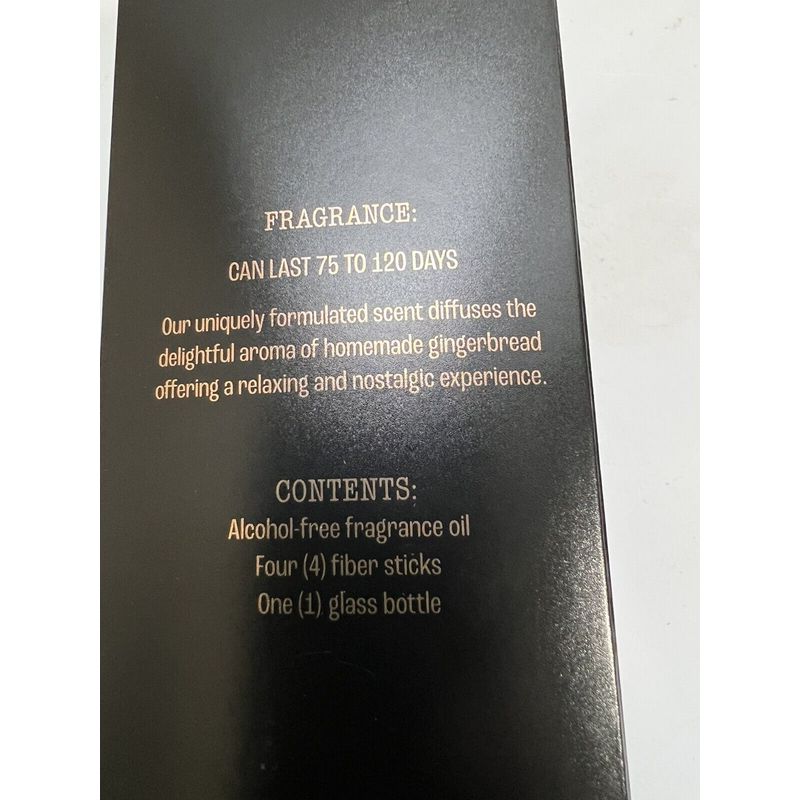 FRAGRANCE:
CAN LAST 75 TO 120 DAYS
Our uniquely formulated scent diffuses the
delightful aroma of homemade gingerbread
offering a relaxing and nostalgic experience.
CONTENTS:
Alcohol-free fragrance oil
Four (4) fiber sticks
One (1) glass bottle